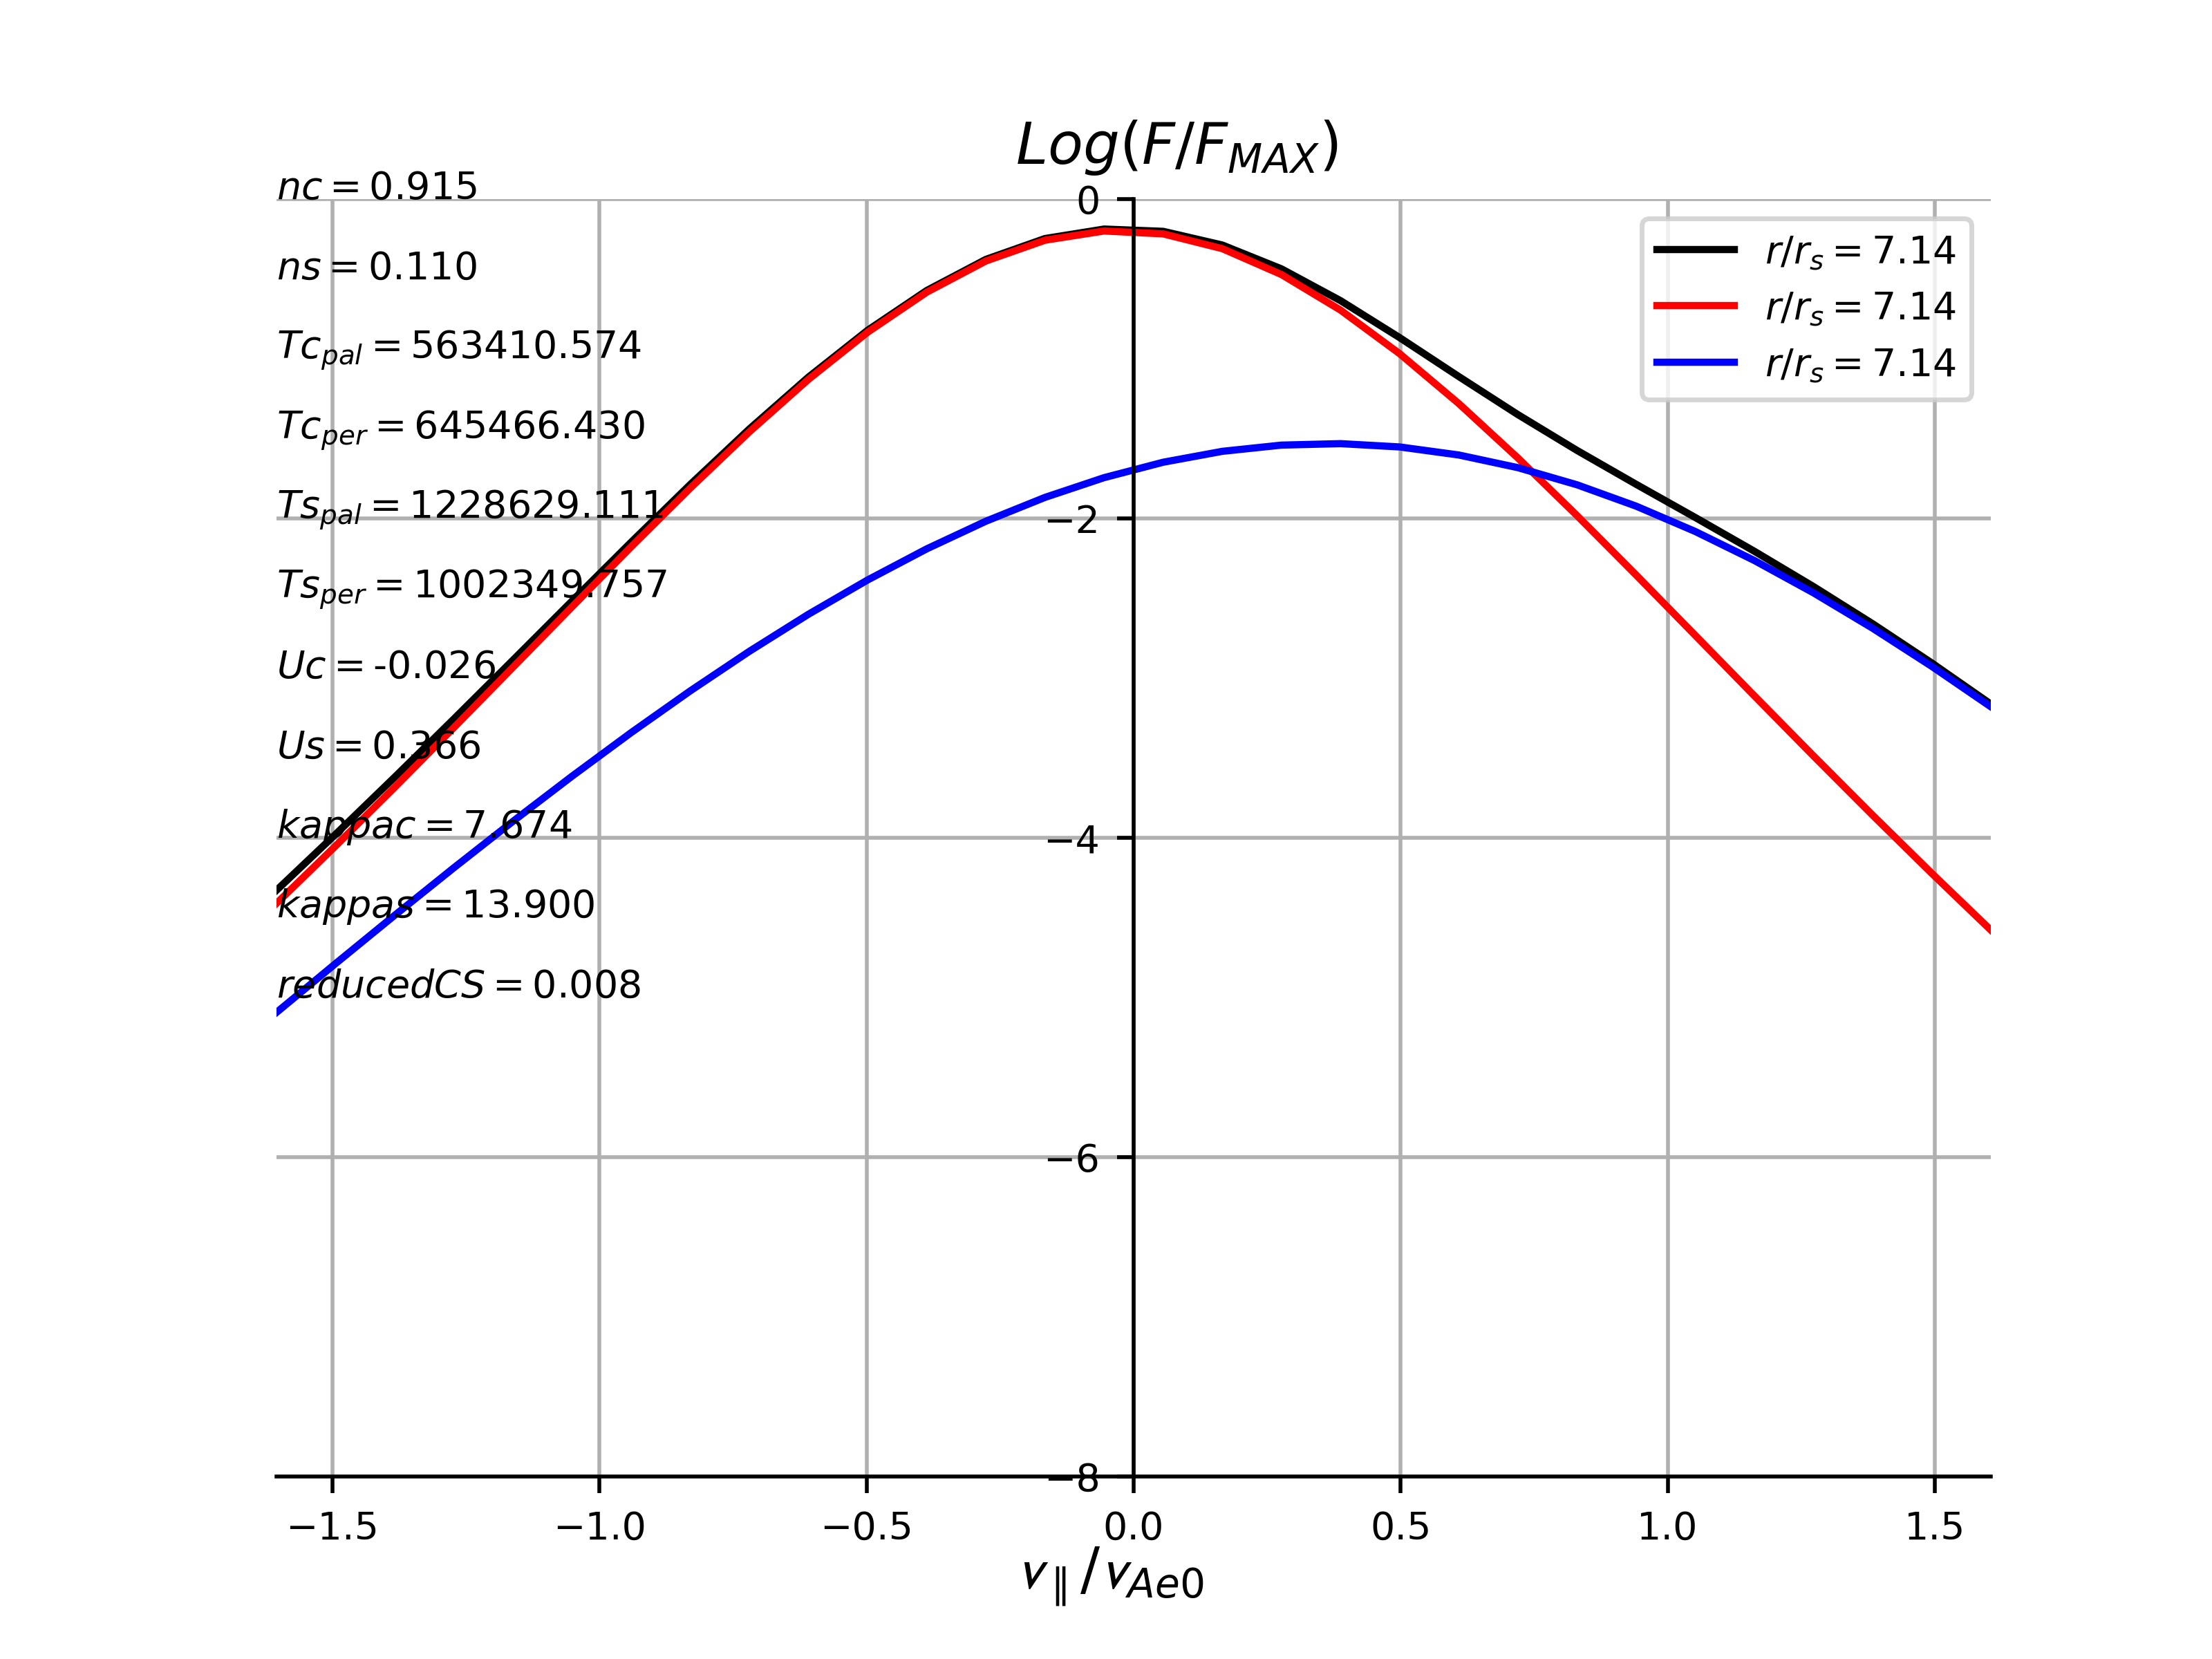 Log(F/F_MAX)
nc = 0.915
ns = 0.110
Tc_pal = 563410.574
Tc_per = 645466.430
Ts_pal = 1228629.111
Ts_per = 1002349.757
Uc = -0.026
Us = 0.366
kappac = 7.674
kappas = 13.900
reducedCS = 0.008
r/r_s = 7.14
r/r_s = 7.14
r/r_s = 7.14
0
−2
−4
−6
−8
−1.5 −1.0 −0.5 0.0 0.5 1.0 1.5
v_∥/v_Ae0